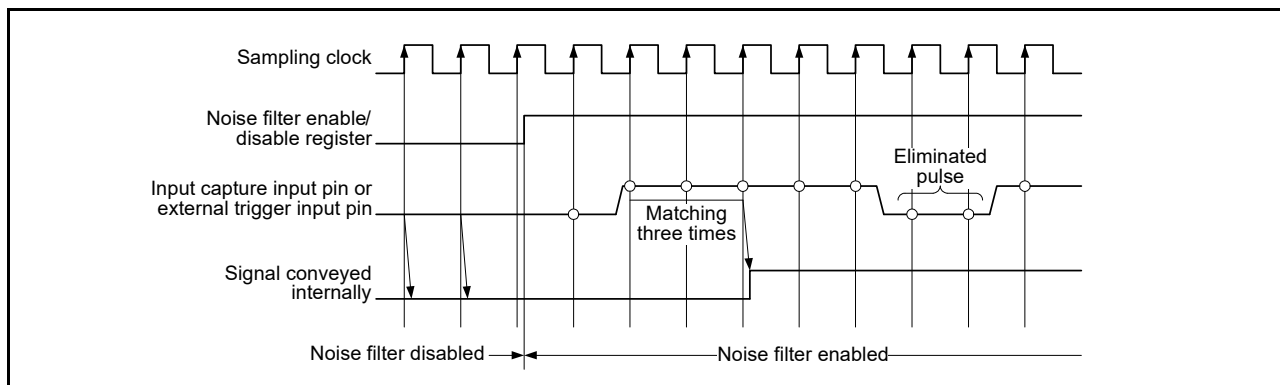 Sampling clock
Noise filter enable/
disable register
Input capture input pin or
external trigger input pin
Eliminated
pulse
Matching
three times
Signal conveyed
internally
Noise filter disabled
Noise filter enabled